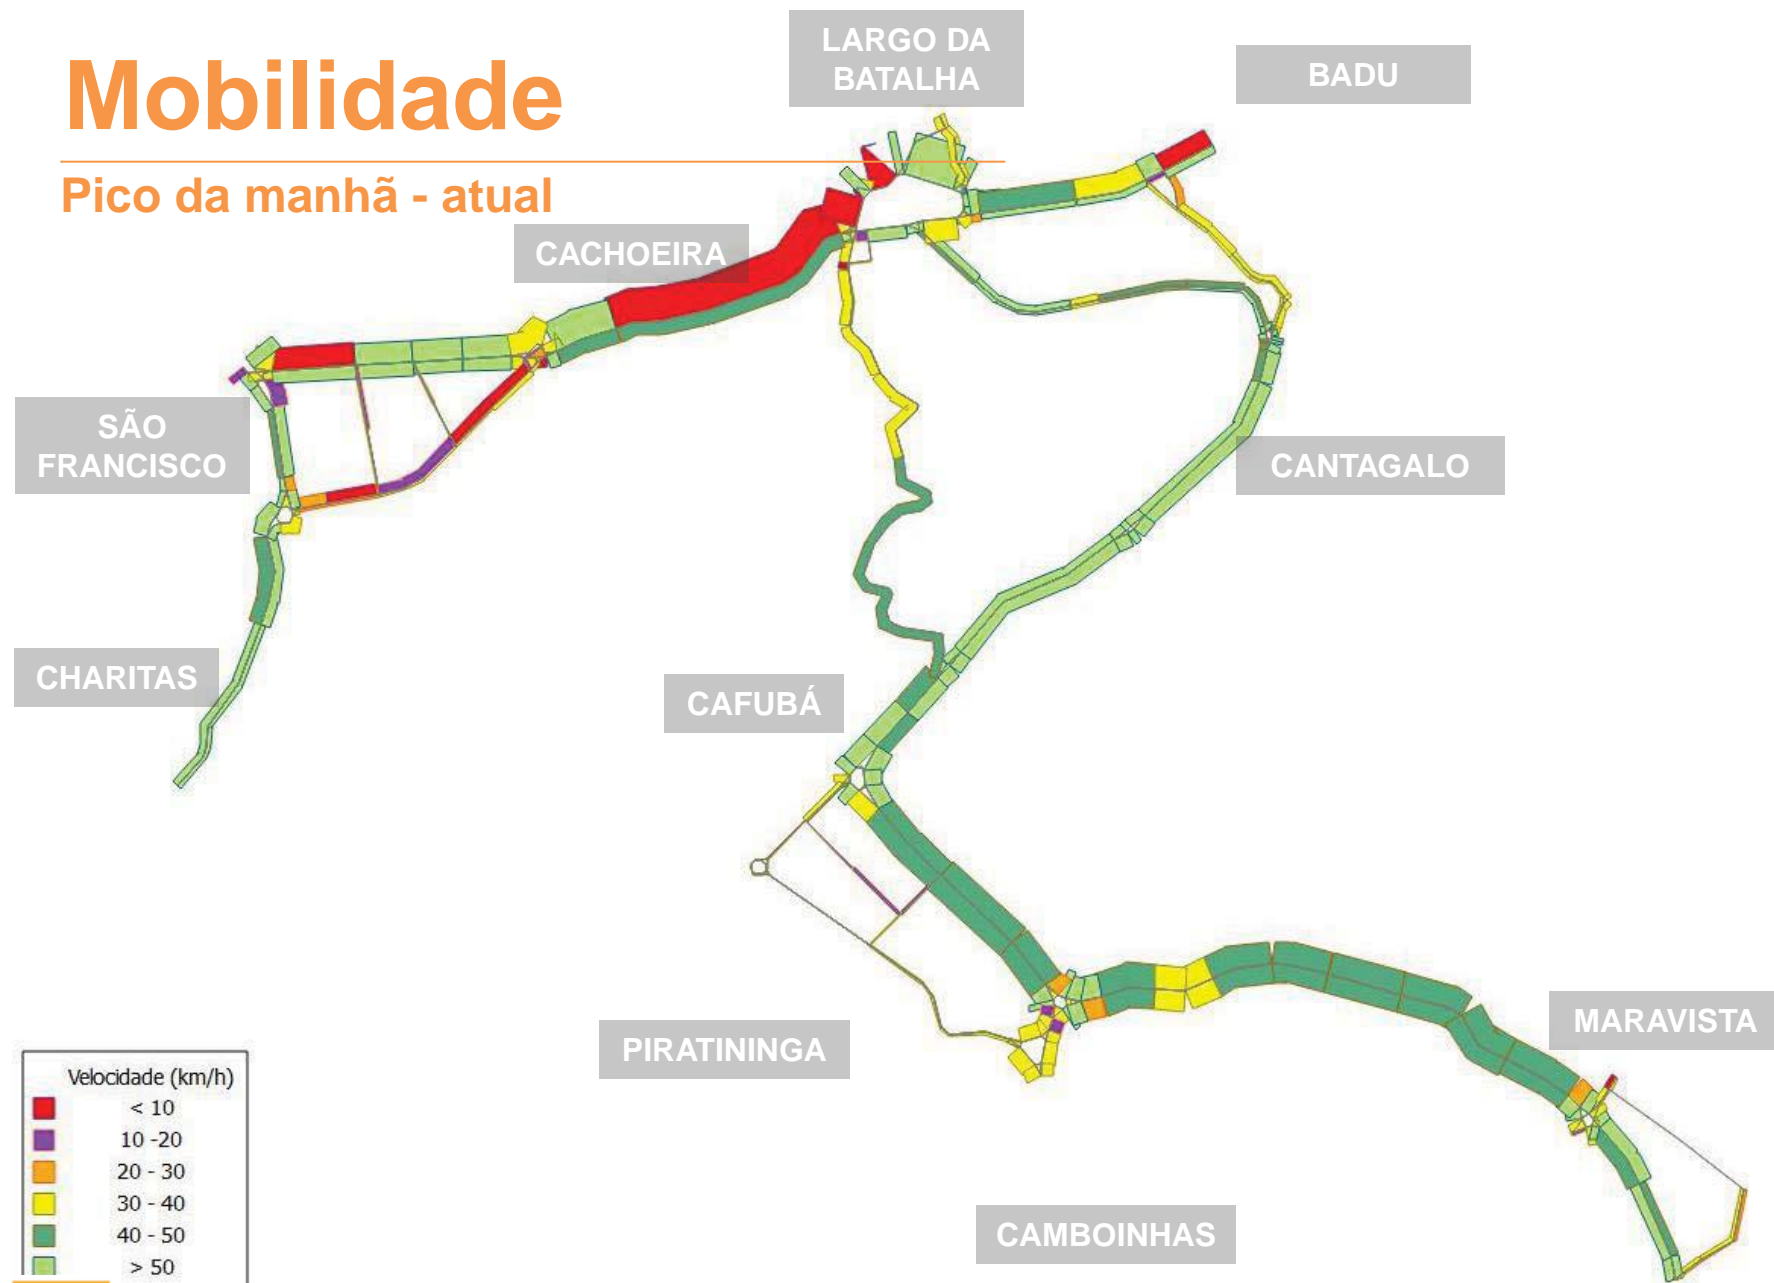 Mobilidade
Pico da manhã - atual
LARGO DA
BATALHA
BADU
CACHOEIRA
SÃO
FRANCISCO
CANTAGALO
CHARITAS
CAFUBÁ
PIRATININGA
MARAVISTA
CAMBOINHAS
Velocidade (km/h)
< 10
10 -20
20 - 30
30 - 40
40 - 50
> 50